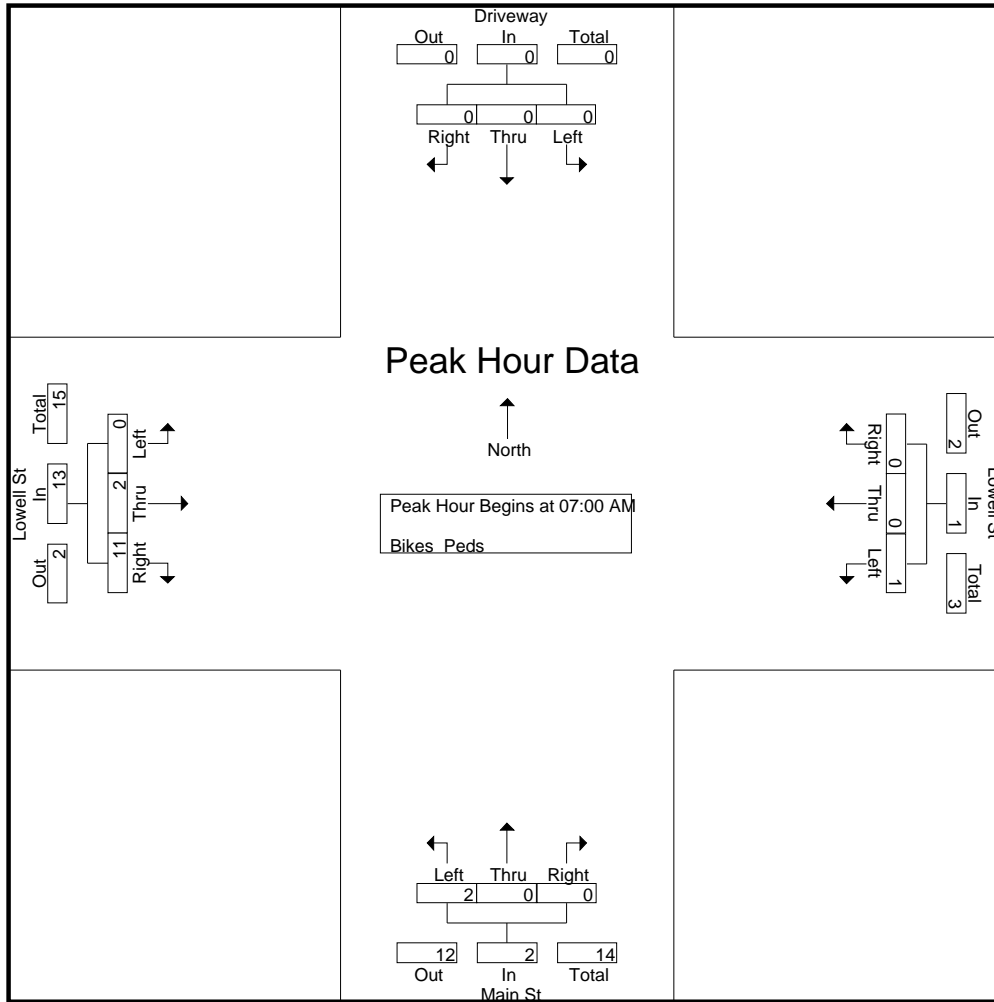 Driveway
Out In Total
0 0 0
0 0 0
Right Thru Left
Peak Hour Data
North
Peak Hour Begins at 07:00 AM
Bikes Peds
Lowell St
Total In Out
15 13 2
0 2 11
Left Thru Right
Lowell St
Out In Total
2 1 3
0 0 1
Right Thru Left
Left Thru Right
2 0 0
12 2 14
Out In Total
Main St